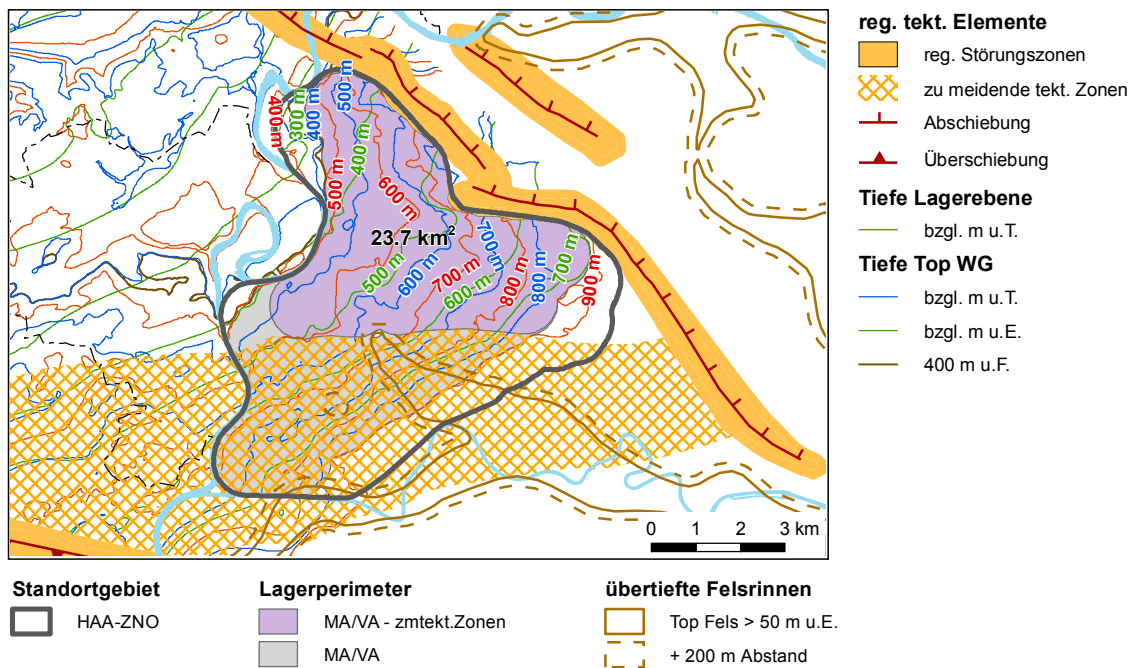 400 m
300 m
400 m
500 m
500 m
400 m
600 m
23.7 km²
500 m
600 m
700 m
700 m
600 m
800 m
800 m
700 m
900 m
0 1 2 3 km
reg. tekt. Elemente
reg. Störungszonen
zu meidende tekt. Zonen
Abschiebung
Überschiebung
Tiefe Lagerebene
bzgl. m u.T.
Tiefe Top WG
bzgl. m u.T.
bzgl. m u.E.
400 m u.F.
Standortgebiet
HAA-ZNO
Lagerperimeter
MA/VA - zmtekt.Zonen
MA/VA
übertiefte Felsrinnen
Top Fels > 50 m u.E.
+ 200 m Abstand